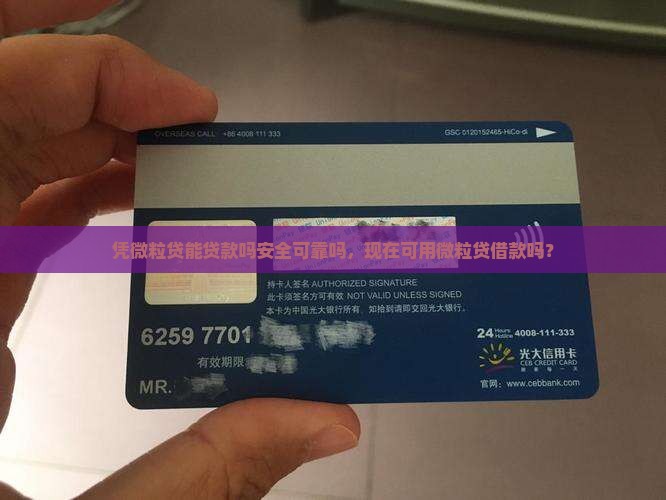 OVERSEAS CALL: +86 4008 111 333
GSC 0120152465-HiCo-di
凭微粒贷能贷款吗安全可靠吗，现在可用微粒贷借款吗？
持卡人签名 AUTHORIZED SIGNATURE
此卡须签名方可有效 NOT VALID UNLESS SIGNED
本卡为中国光大银行所有，如拾到请即交回光大银行。
6259 7701
24 Hours Hotline 4008-111-333
有效期限
光大信用卡
CEB CREDIT CARD
MR.
官网：www.cebbank.com